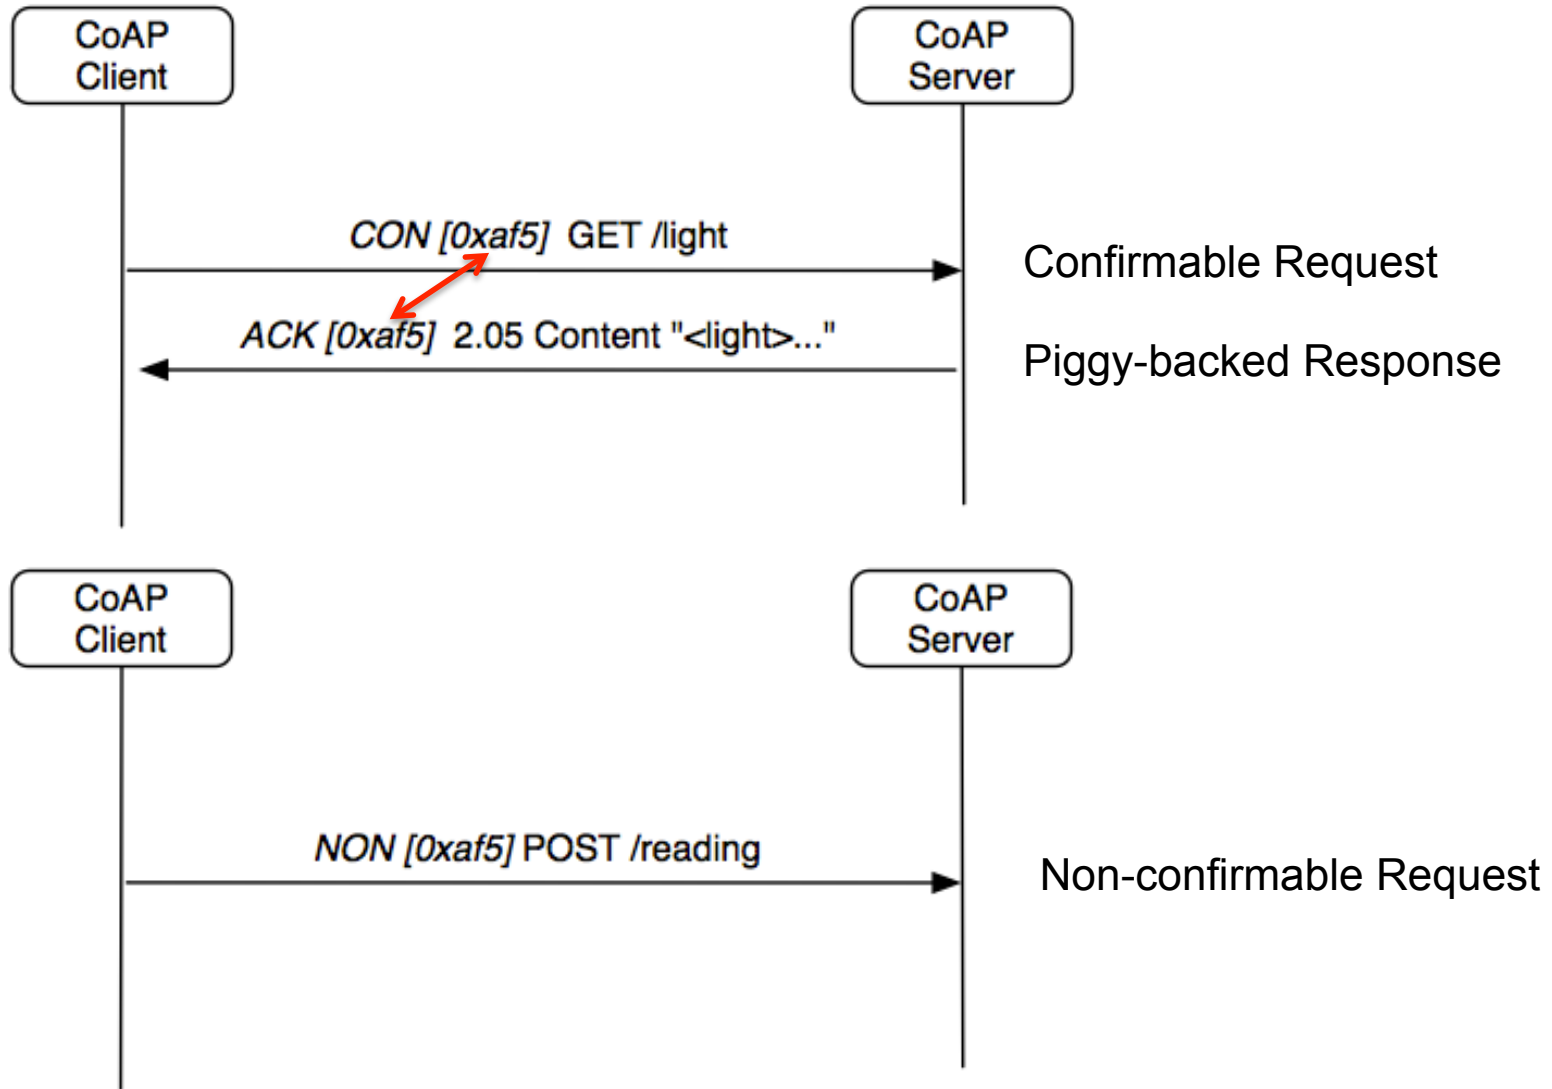 CoAP
Client
CoAP
Server
CON [0xaf5] GET /light
Confirmable Request
ACK [0xaf5] 2.05 Content "<light>..."
Piggy-backed Response
CoAP
Client
CoAP
Server
NON [0xaf5] POST /reading
Non-confirmable Request